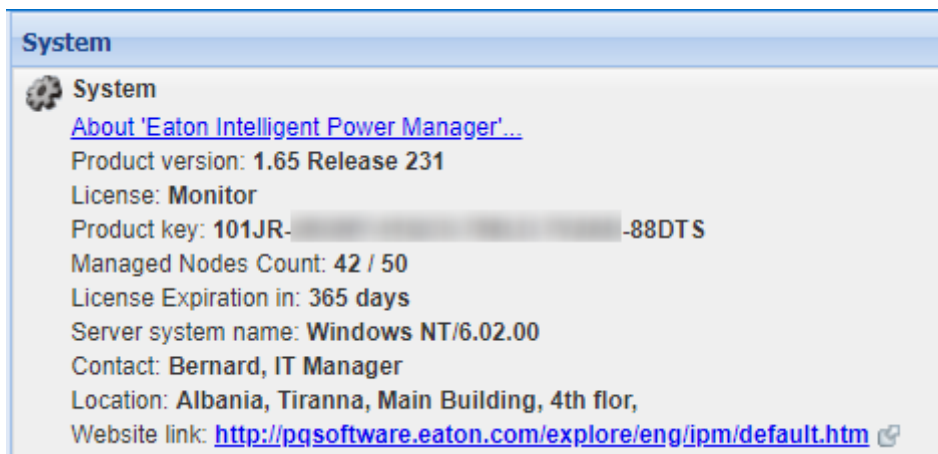 System
System
About 'Eaton Intelligent Power Manager'...
Product version: 1.65 Release 231
License: Monitor
Product key: 101JR- -88DTS
Managed Nodes Count: 42 / 50
License Expiration in: 365 days
Server system name: Windows NT/6.02.00
Contact: Bernard, IT Manager
Location: Albania, Tiranna, Main Building, 4th flor,
Website link: http://pqsoftware.eaton.com/explore/eng/ipm/default.htm